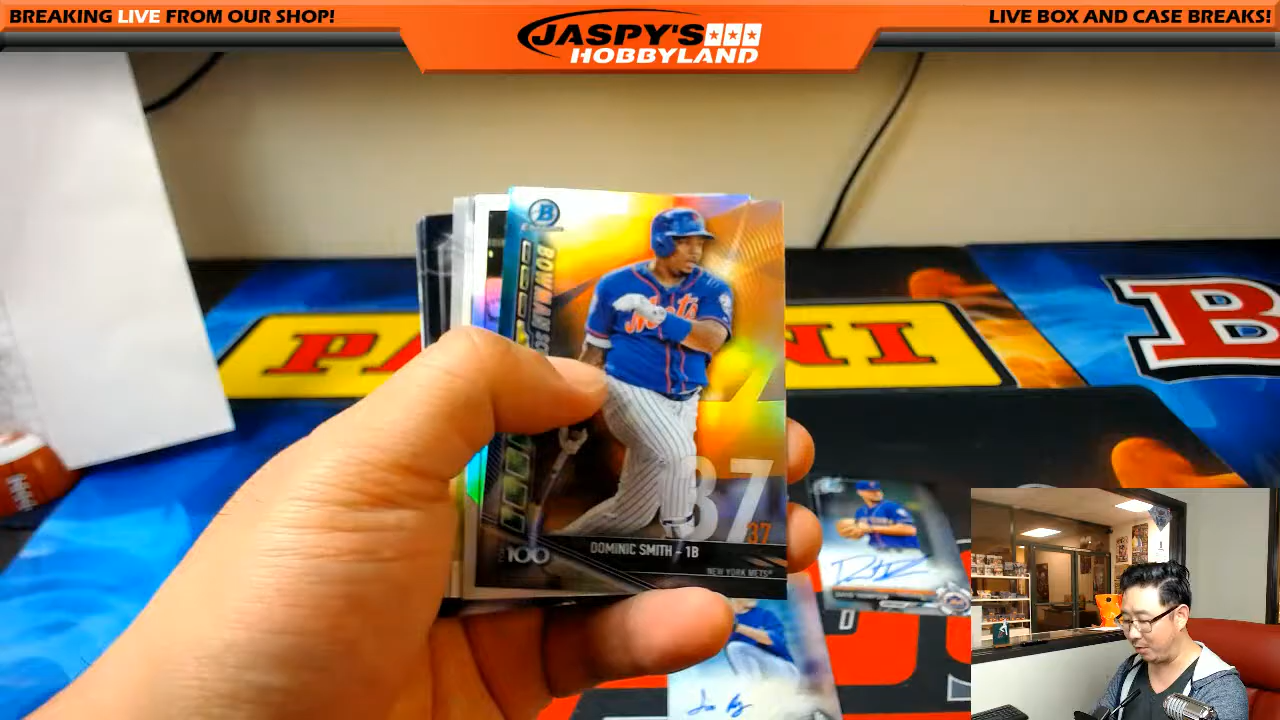 BREAKING LIVE FROM OUR SHOP!
JASPY'S
HOBBYLAND
LIVE BOX AND CASE BREAKS!
B
BOWMAN
Mets
37
37
100
DOMINIC SMITH - 1B
NEW YORK METS
B